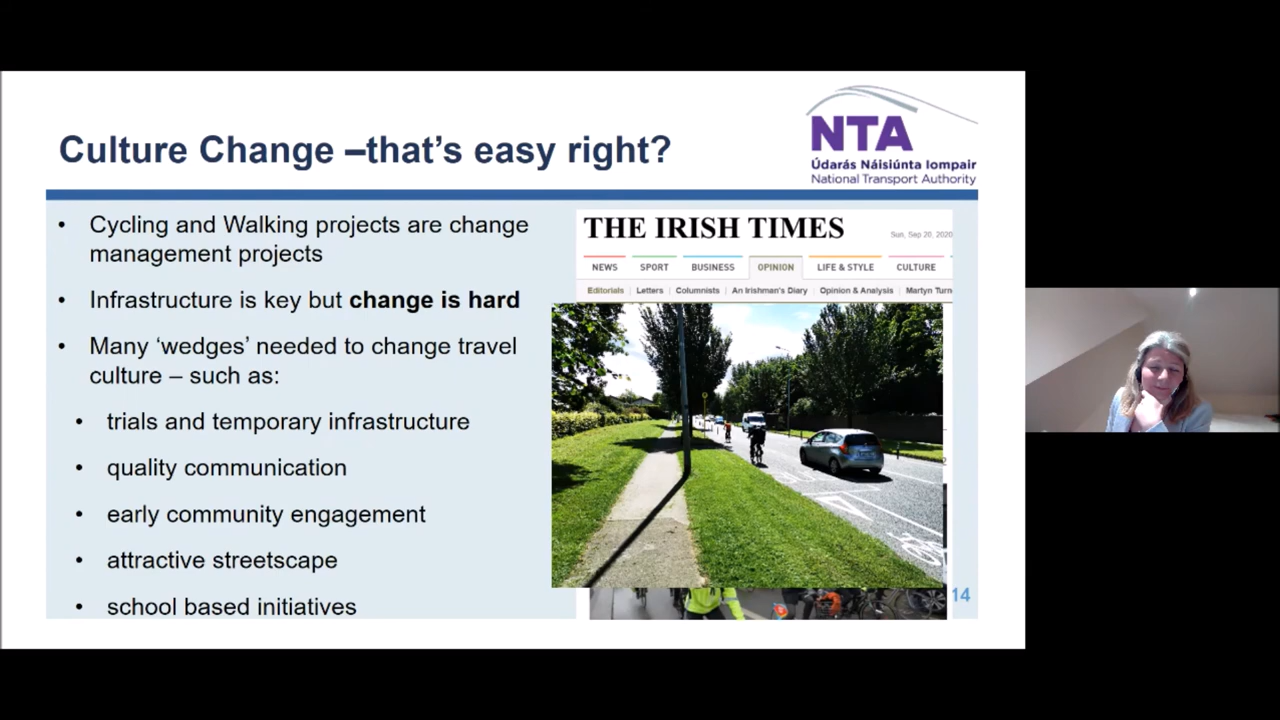 Culture Change –that's easy right?
NTA
Údarás Náisiúnta Iompair
National Transport Authority
• Cycling and Walking projects are change
management projects
• Infrastructure is key but change is hard
• Many 'wedges' needed to change travel
culture – such as:
• trials and temporary infrastructure
• quality communication
• early community engagement
• attractive streetscape
• school based initiatives
THE IRISH TIMES
Sun, Sep 20, 2020
NEWS SPORT BUSINESS OPINION LIFE & STYLE CULTURE
Editorials Letters Columnists An Irishman's Diary Opinion & Analysis Martyn Turn
14